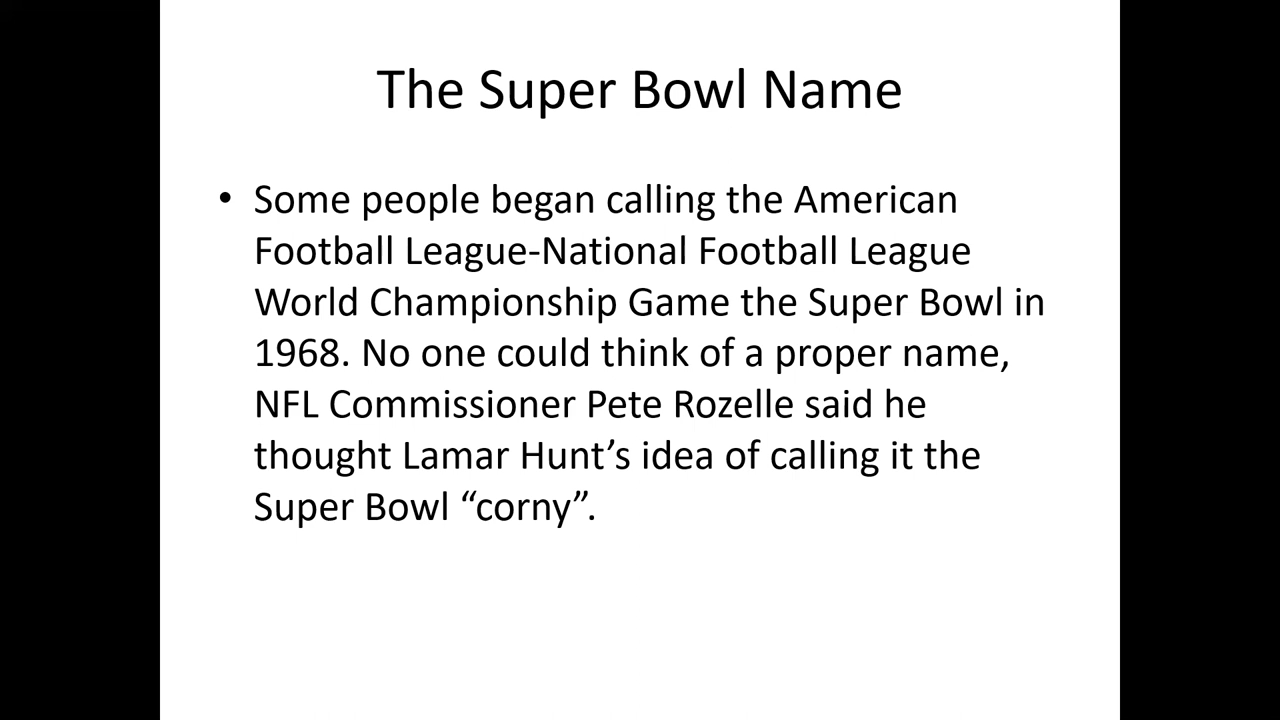 The Super Bowl Name
• Some people began calling the American
Football League-National Football League
World Championship Game the Super Bowl in
1968. No one could think of a proper name,
NFL Commissioner Pete Rozelle said he
thought Lamar Hunt’s idea of calling it the
Super Bowl “corny”.